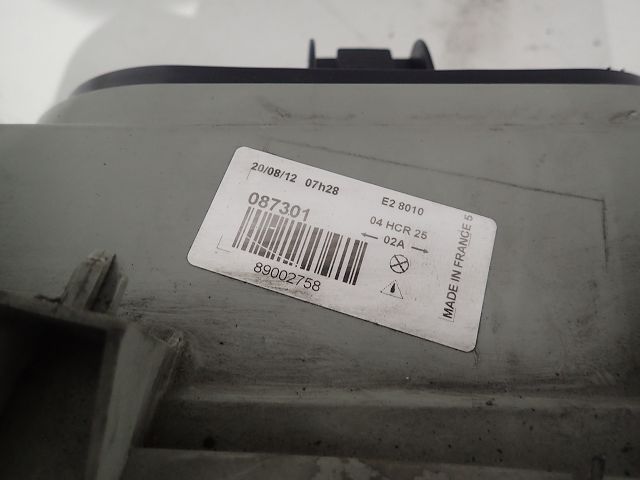 20/08/12 07h28
E2 8010
087301
04 HCR 25
← 02A →
89002758
MADE IN FRANCE 5